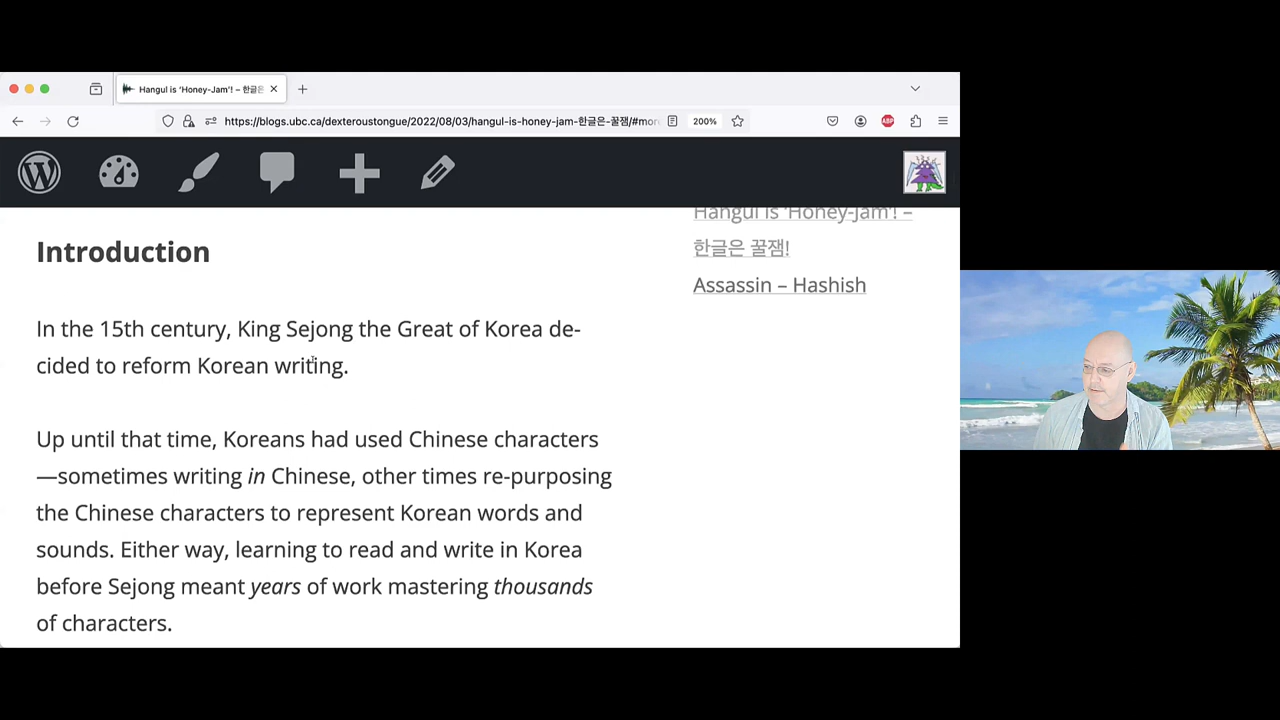 Hangul is 'Honey-Jam'! – 한글은
https://blogs.ubc.ca/dexteroustongue/2022/08/03/hangul-is-honey-jam-한글은-꿀잼/#mor
200%
ABP
Hangul is 'Honey-Jam'! –
한글은 꿀잼!
Assassin – Hashish
Introduction
In the 15th century, King Sejong the Great of Korea de-
cided to reform Korean writing.
Up until that time, Koreans had used Chinese characters
—sometimes writing in Chinese, other times re-purposing
the Chinese characters to represent Korean words and
sounds. Either way, learning to read and write in Korea
before Sejong meant years of work mastering thousands
of characters.